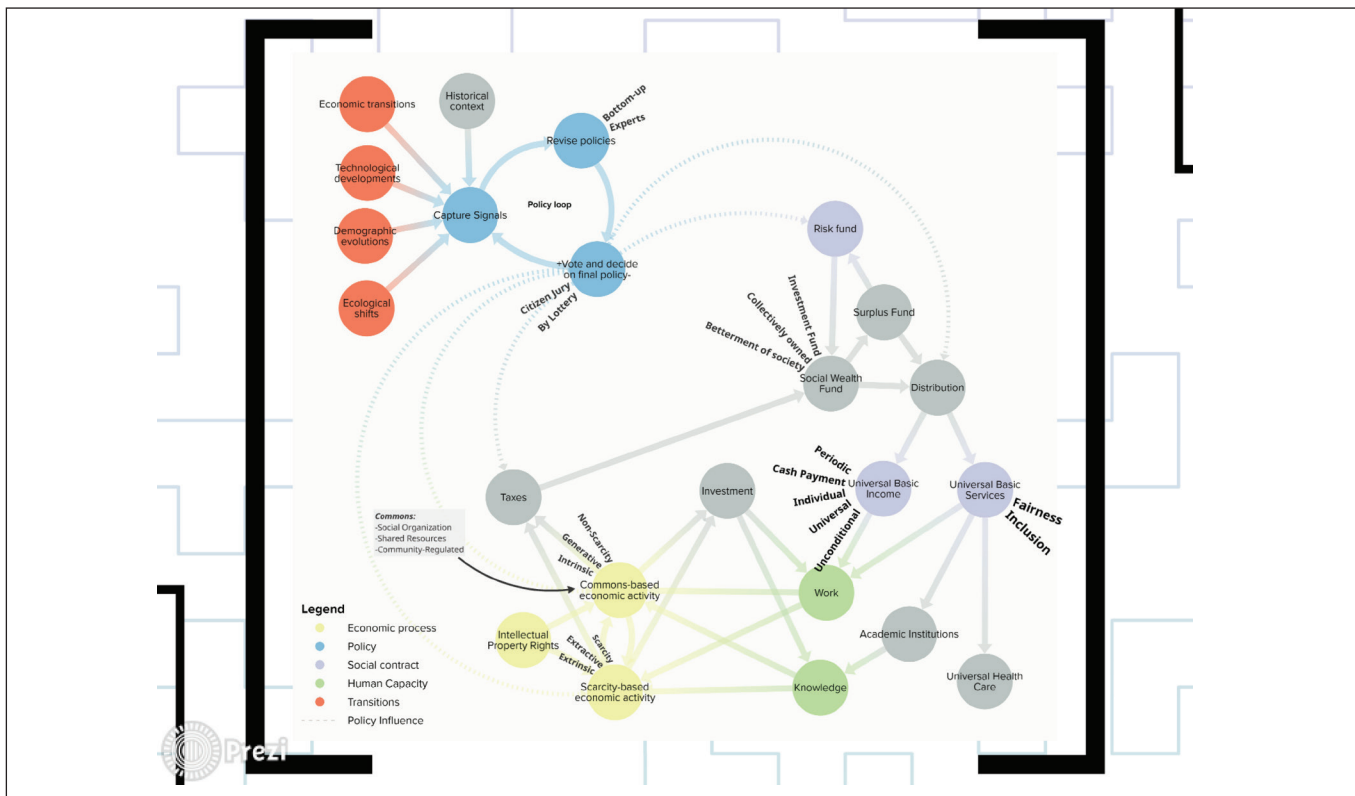 Economic transitions
Historical
context
Bottom-up
Experts
Revise policies
Technological
developments
Capture Signals
Policy loop
Demographic
evolutions
+Vote and decide
on final policy-
Citizen Jury
By Lottery
Ecological
shifts
Risk fund
Surplus Fund
Investment Fund
Collectively owned
Betterment of society
Social Wealth
Fund
Distribution
Taxes
Investment
Periodic
Cash Payment
Individual
Universal
Unconditional
Universal Basic
Income
Universal Basic
Services
Fairness
Inclusion
Commons:
-Social Organization
-Shared Resources
-Community-Regulated
Non-Scarcity
Generative
Intrinsic
Commons-based
economic activity
Work
Intellectual
Property Rights
Scarcity
Extractive
Extrinsic
Scarcity-based
economic activity
Knowledge
Academic Institutions
Universal Health
Care
Legend
Economic process
Policy
Social contract
Human Capacity
Transitions
Policy Influence
Prezi